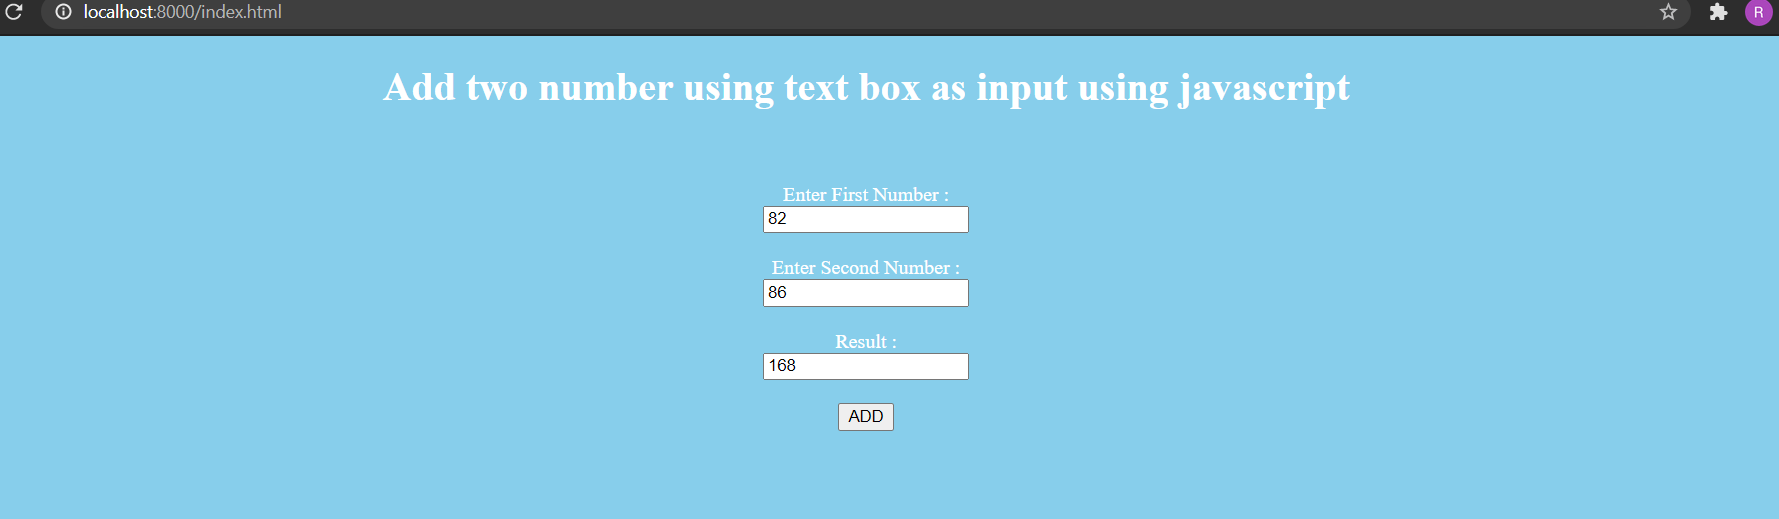 localhost:8000/index.html
R
Add two number using text box as input using javascript
Enter First Number :
82
Enter Second Number :
86
Result :
168
ADD